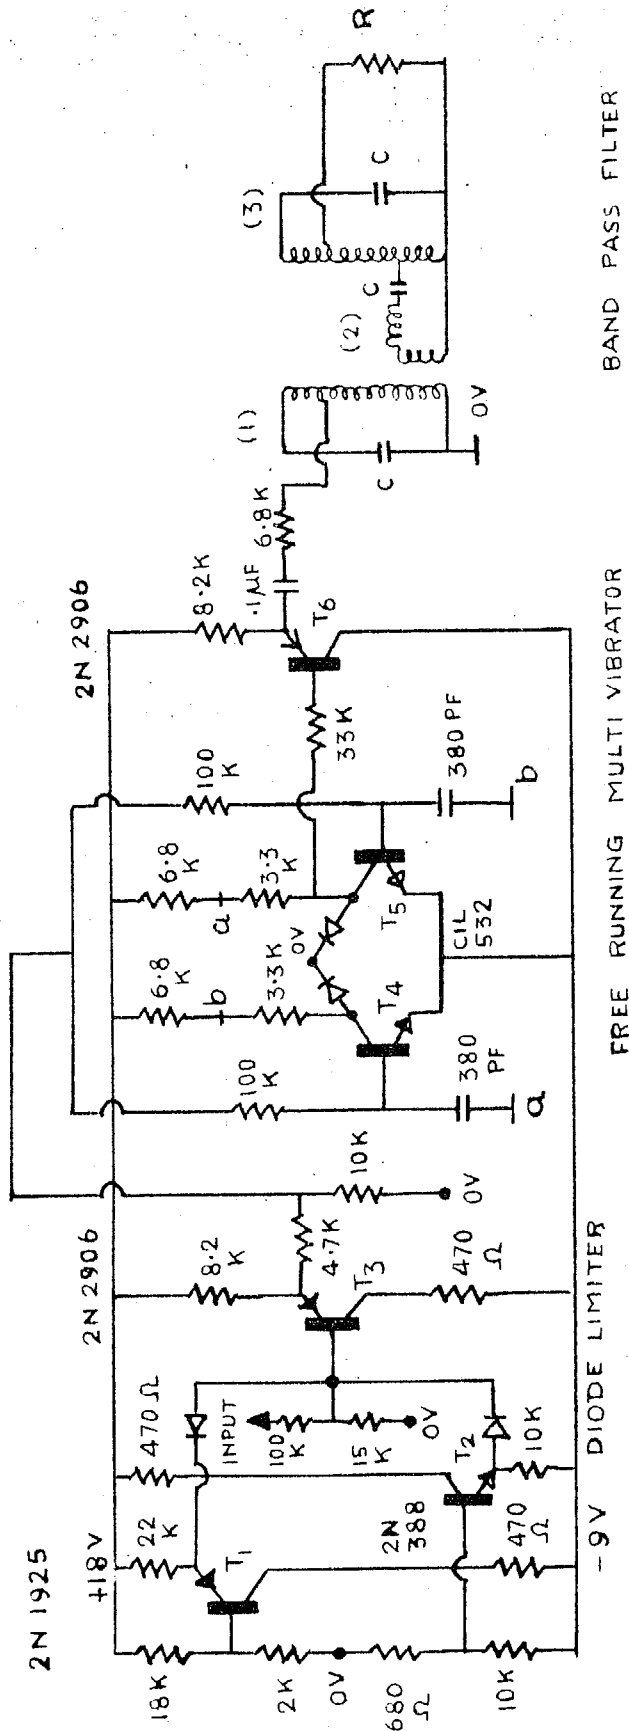 2N 1925
2N 2906
2N 2906
+18V
18K
22
K
470Ω
8.2
K
100
K
6.8
K
6.8
K
100
K
8.2K
.1µF
6.8K
(1)
(2)
(3)
INPUT
T1
2K
0V
680
Ω
10K
100
K
15
K
0V
2N
388
T2
470
Ω
10K
T3
4.7K
10K
0V
470
Ω
b
a
3.3K
3.3
K
0V
T4
T5
380
PF
a
CIL
532
33K
380PF
b
T6
C
0V
C
C
R
-9V
DIODE LIMITER
FREE RUNNING MULTI VIBRATOR
BAND PASS FILTER